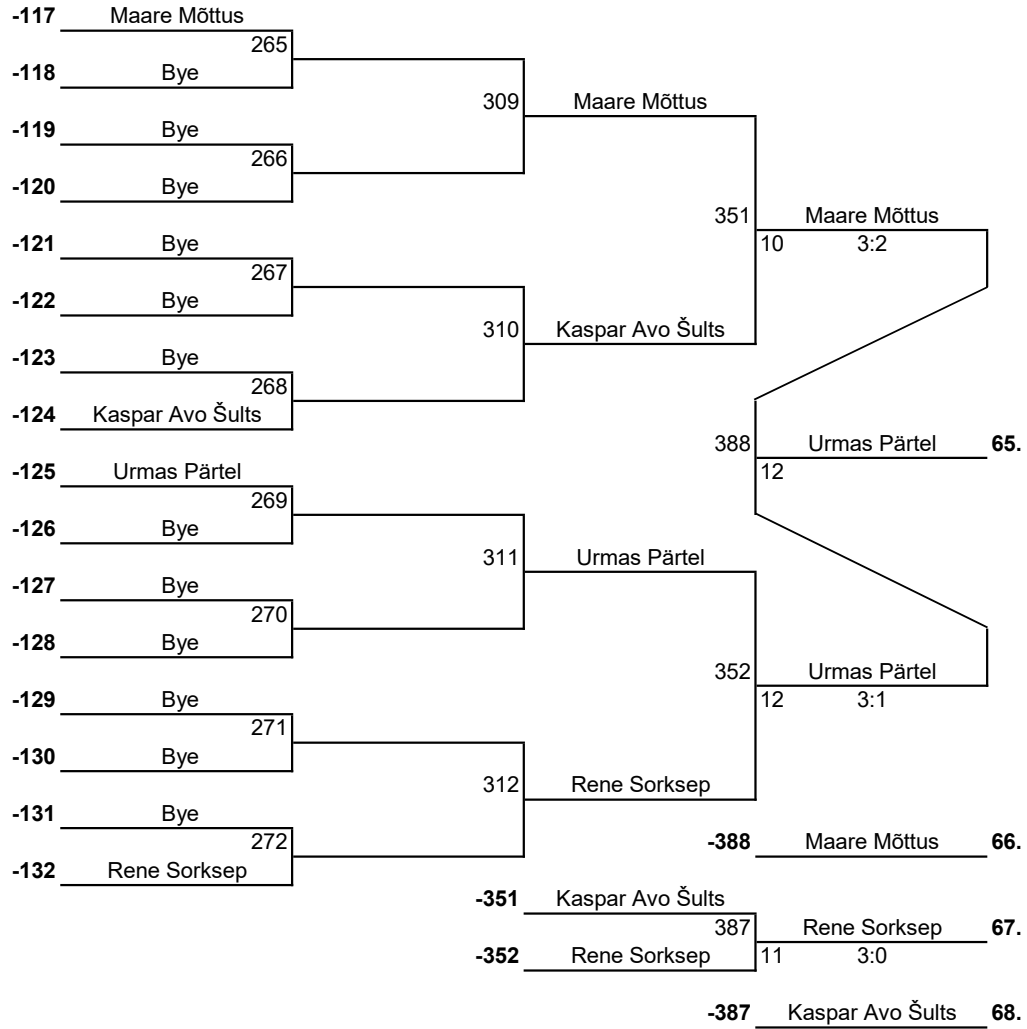 -117 Maare Mõttus
265
-118 Bye
309 Maare Mõttus
-119 Bye
266
-120 Bye
351 Maare Mõttus
10 3:2
-121 Bye
267
-122 Bye
310 Kaspar Avo Šults
-123 Bye
268
-124 Kaspar Avo Šults
388 Urmas Pärtel 65.
12
-125 Urmas Pärtel
269
-126 Bye
311 Urmas Pärtel
-127 Bye
270
-128 Bye
352 Urmas Pärtel
12 3:1
-129 Bye
271
-130 Bye
312 Rene Sorksep
-131 Bye
272
-132 Rene Sorksep
-388 Maare Mõttus 66.
-351 Kaspar Avo Šults
387 Rene Sorksep 67.
-352 Rene Sorksep
11 3:0
-387 Kaspar Avo Šults 68.